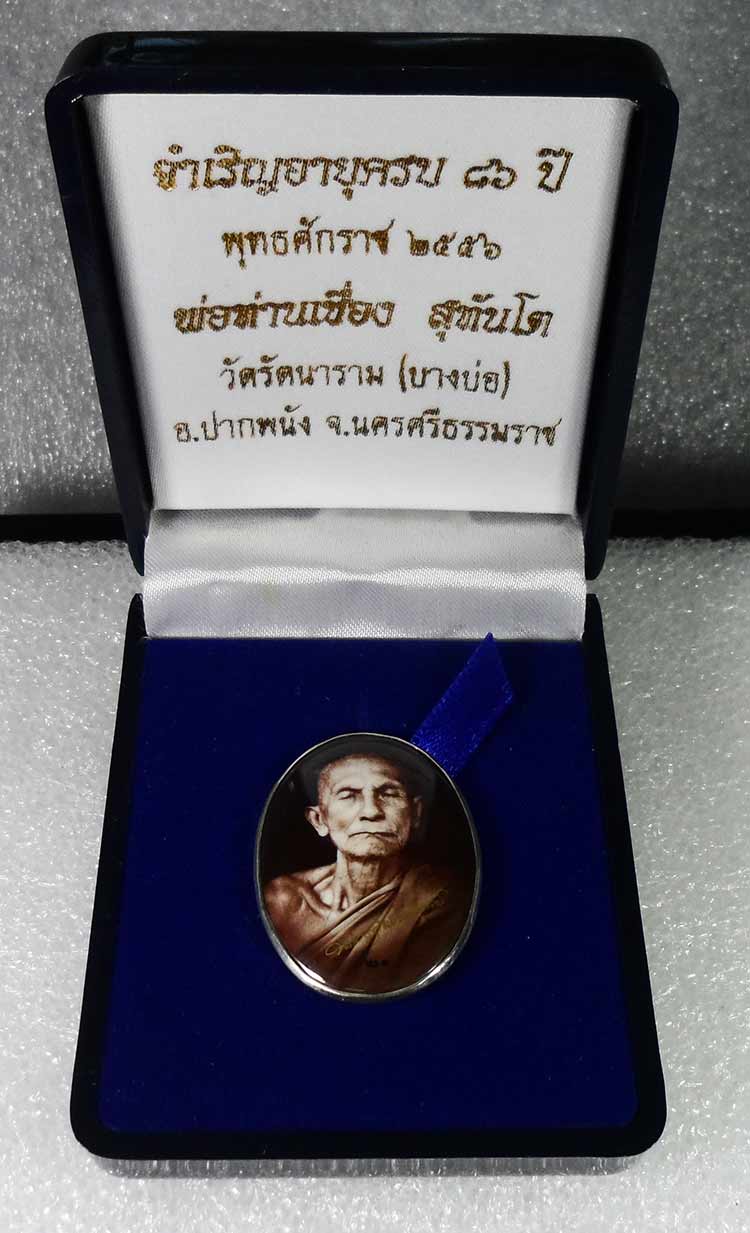 จำเริญอายุครบ ๘๖ ปี
พุทธศักราช ๒๕๕๖
พ่อท่านเขื่อง สุทันโต
วัดรัตนาราม (บางบ่อ)
อ.ปากพนัง จ.นครศรีธรรมราช